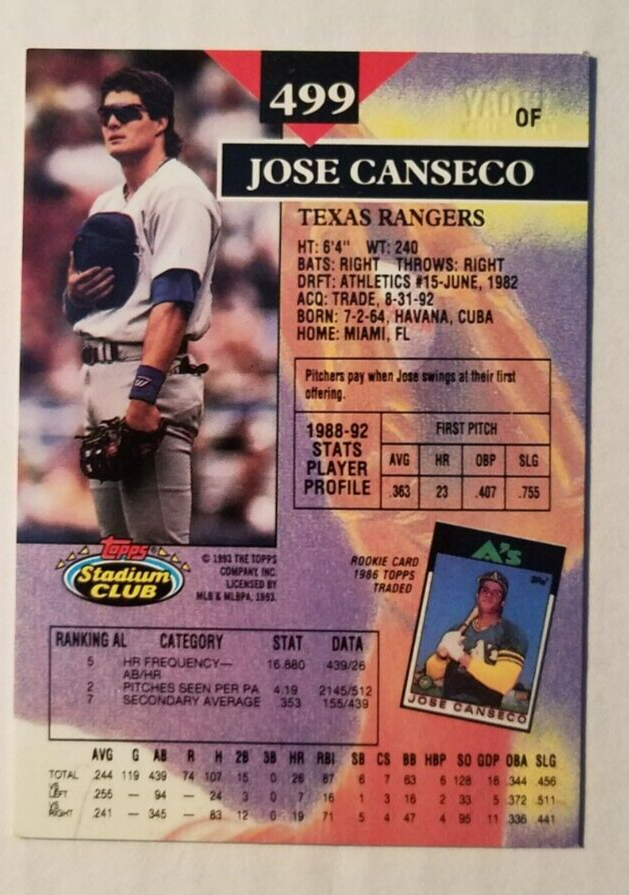 499
OF
JOSE CANSECO
TEXAS RANGERS
HT: 6'4" WT: 240
BATS: RIGHT THROWS: RIGHT
DRFT: ATHLETICS #15-JUNE, 1982
ACQ: TRADE, 8-31-92
BORN: 7-2-64, HAVANA, CUBA
HOME: MIAMI, FL
Pitchers pay when Jose swings at their first
offering.
1988-92
STATS
PLAYER
PROFILE
FIRST PITCH
AVG HR OBP SLG
.363 23 .407 .755
Topps
Stadium
CLUB
© 1993 THE TOPPS
COMPANY, INC.
LICENSED BY
MLB & MLBPA, 1993.
ROOKIE CARD
1986 TOPPS
TRADED
A's
Topps
JOSE CANSECO
RANKING AL CATEGORY STAT DATA
5 HR FREQUENCY— 16.880 439/26
AB/HR
2 PITCHES SEEN PER PA 4.19 2145/512
7 SECONDARY AVERAGE .353 155/439
AVG G AB R H 2B 3B HR RBI SB CS BB HBP SO GDP OBA SLG
TOTAL .244 119 439 74 107 15 0 26 87 6 7 63 6 128 16 .344 .456
VS
LEFT .255 — 94 — 24 3 0 7 16 1 3 16 2 33 5 .372 .511
VS
RIGHT .241 — 345 — 83 12 0 19 71 5 4 47 4 95 11 .336 .441